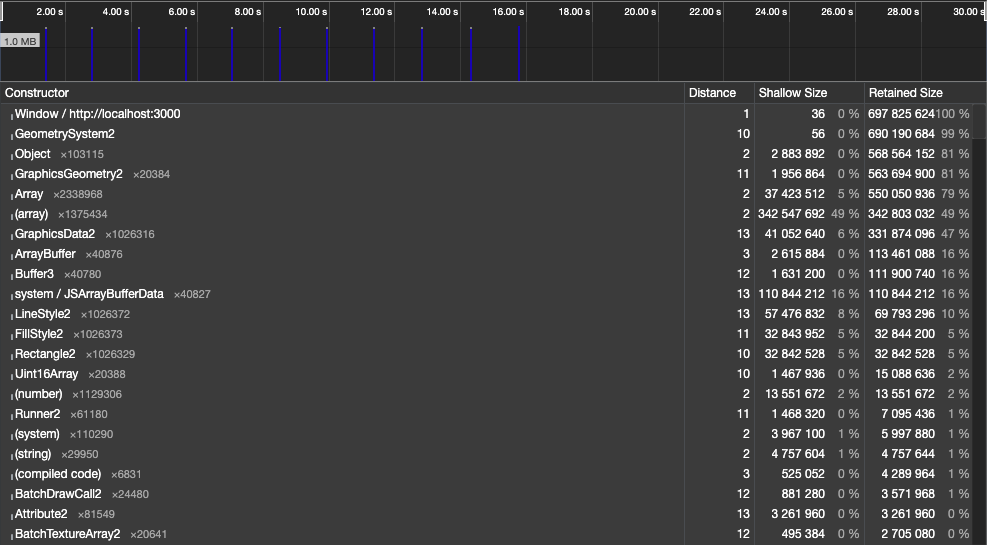 2.00 s 4.00 s 6.00 s 8.00 s 10.00 s 12.00 s 14.00 s 16.00 s 18.00 s 20.00 s 22.00 s 24.00 s 26.00 s 28.00 s 30.00 s
1.0 MB
Constructor Distance Shallow Size Retained Size
Window / http://localhost:3000 1 36 0 % 697 825 624 100 %
GeometrySystem2 10 56 0 % 690 190 684 99 %
Object ×103115 2 2 883 892 0 % 568 564 152 81 %
GraphicsGeometry2 ×20384 11 1 956 864 0 % 563 694 900 81 %
Array ×2338968 2 37 423 512 5 % 550 050 936 79 %
(array) ×1375434 2 342 547 692 49 % 342 803 032 49 %
GraphicsData2 ×1026316 13 41 052 640 6 % 331 874 096 47 %
ArrayBuffer ×40876 3 2 615 884 0 % 113 461 088 16 %
Buffer3 ×40780 12 1 631 200 0 % 111 900 740 16 %
system / JSArrayBufferData ×40827 13 110 844 212 16 % 110 844 212 16 %
LineStyle2 ×1026372 13 57 476 832 8 % 69 793 296 10 %
FillStyle2 ×1026373 11 32 843 952 5 % 32 844 200 5 %
Rectangle2 ×1026329 10 32 842 528 5 % 32 842 528 5 %
Uint16Array ×20388 10 1 467 936 0 % 15 088 636 2 %
(number) ×1129306 2 13 551 672 2 % 13 551 672 2 %
Runner2 ×61180 11 1 468 320 0 % 7 095 436 1 %
(system) ×110290 2 3 967 100 1 % 5 997 880 1 %
(string) ×29950 2 4 757 604 1 % 4 757 644 1 %
(compiled code) ×6831 3 525 052 0 % 4 289 964 1 %
BatchDrawCall2 ×24480 12 881 280 0 % 3 571 968 1 %
Attribute2 ×81549 13 3 261 960 0 % 3 261 960 0 %
BatchTextureArray2 ×20641 12 495 384 0 % 2 705 080 0 %